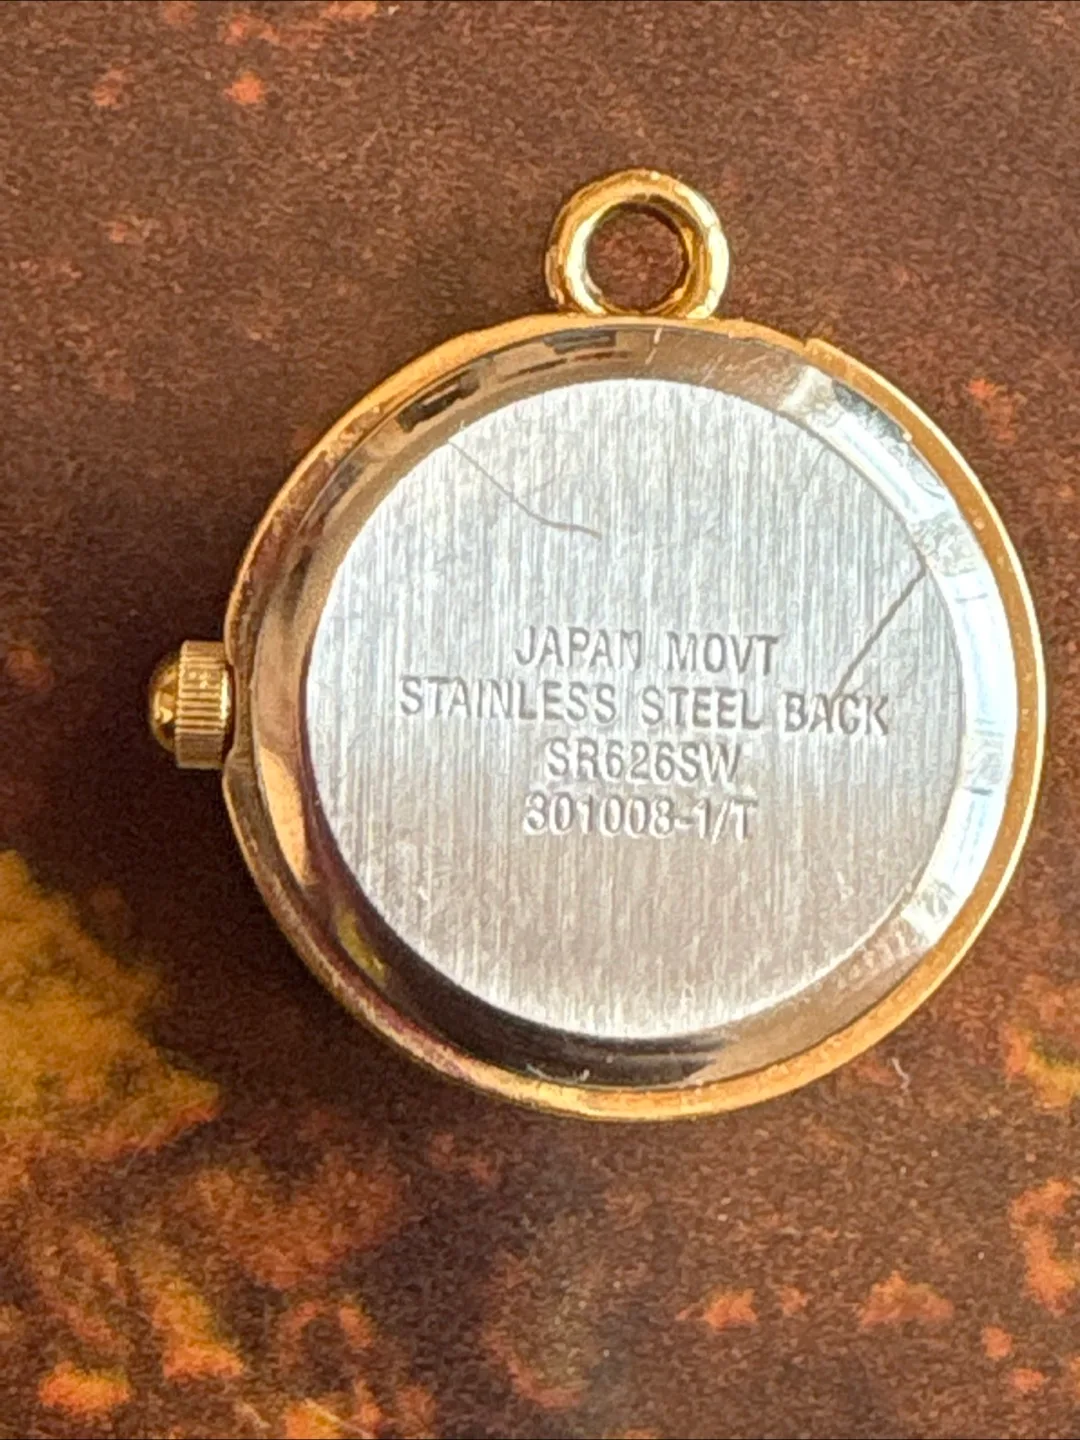 JAPAN MOVT
STAINLESS STEEL BACK
SR626SW
301008-1/T